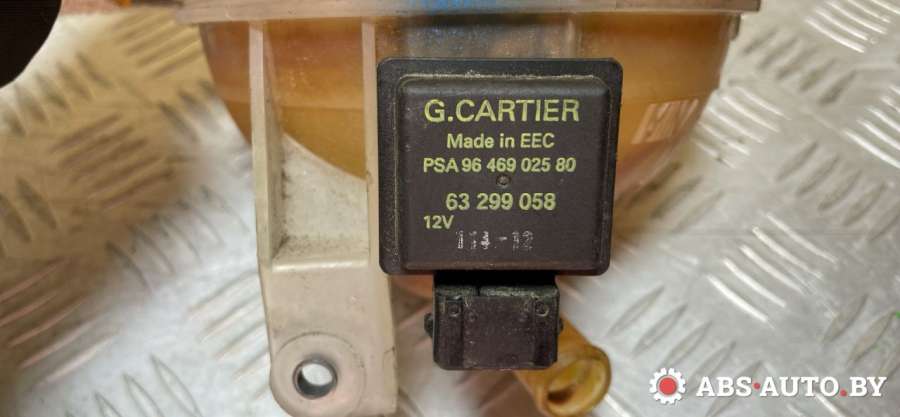 G.CARTIER
Made in EEC
PSA 96 469 025 80
63 299 058
12V
ABS-AUTO.BY